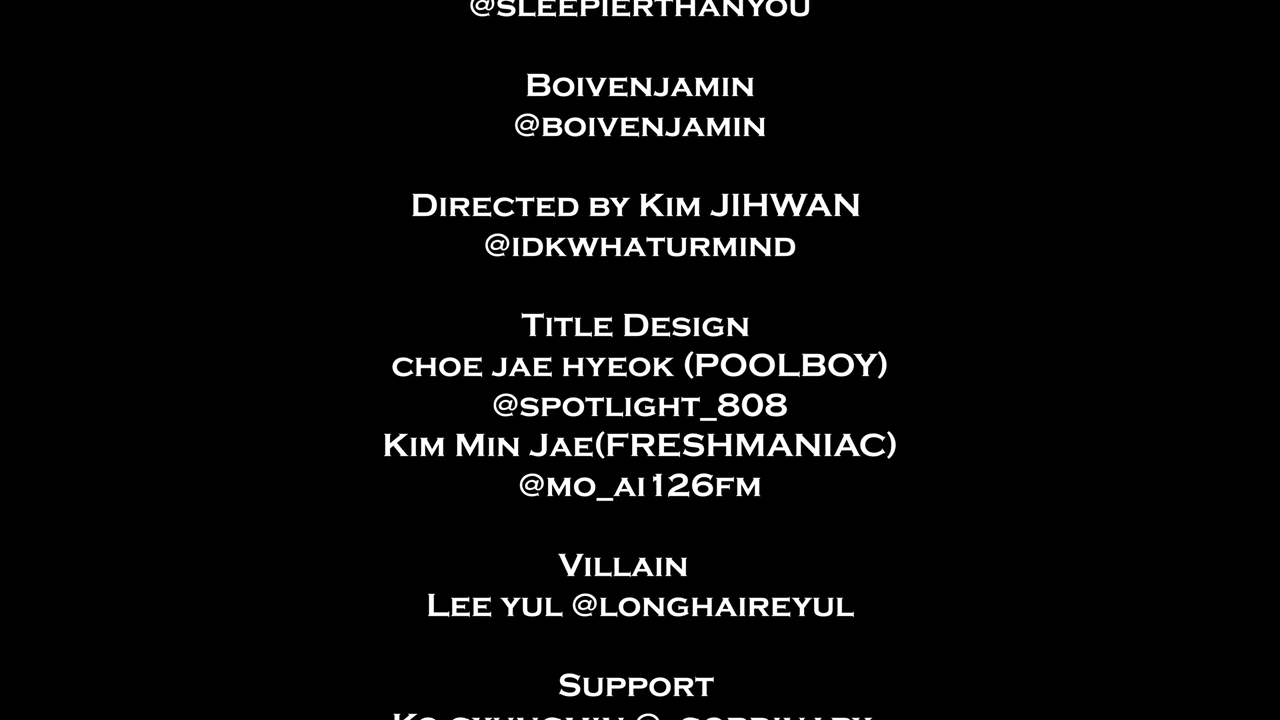 @SLEEPIERTHANYOU
BOIVENJAMIN
@BOIVENJAMIN
DIRECTED BY KIM JIHWAN
@IDKWHATURMIND
TITLE DESIGN
CHOE JAE HYEOK (POOLBOY)
@SPOTLIGHT_808
KIM MIN JAE(FRESHMANIAC)
@MO_AI126FM
VILLAIN
LEE YUL @LONGHAIREYUL
SUPPORT